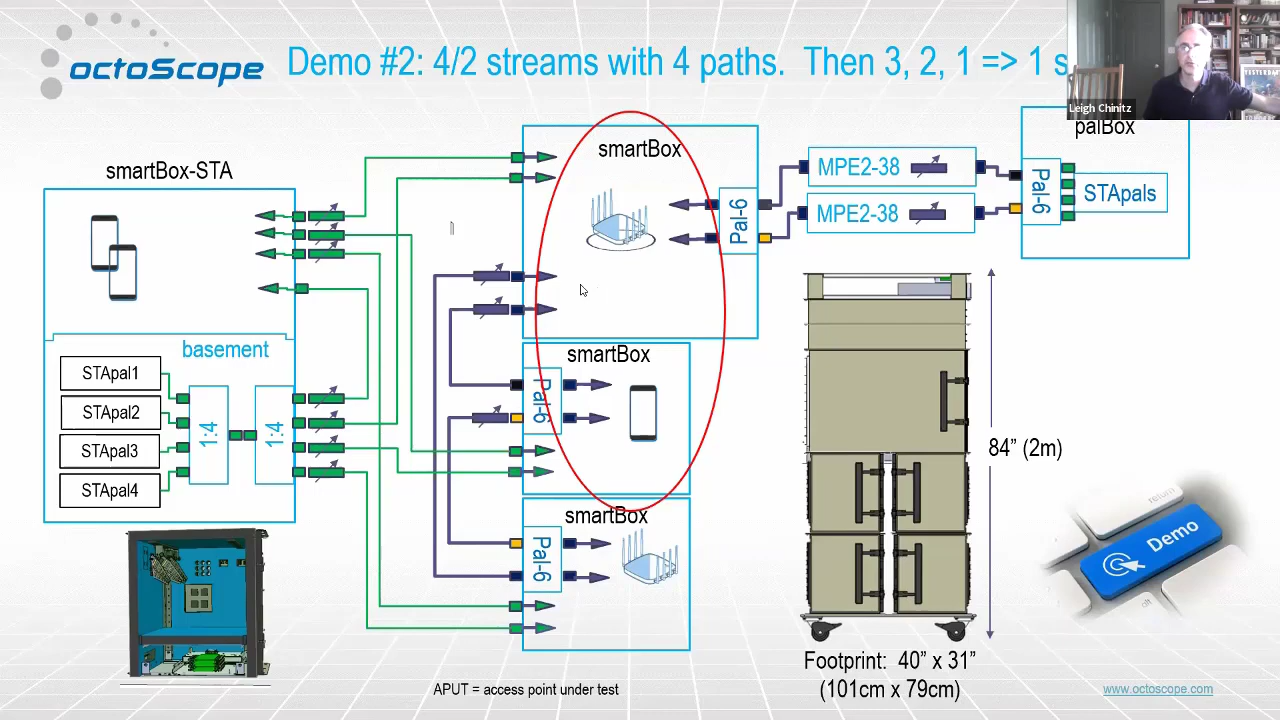 octoScope
Demo #2: 4/2 streams with 4 paths. Then 3, 2, 1 => 1 s
Leigh Chinitz
YESTERDAY
smartBox-STA
basement
STApal1
STApal2
STApal3
STApal4
1:4
1:4
smartBox
Pal-6
smartBox
Pal-6
smartBox
Pal-6
MPE2-38
MPE2-38
palBox
Pal-6
STApals
84” (2m)
Footprint: 40” x 31”
(101cm x 79cm)
return
Demo
alt
APUT = access point under test
www.octoscope.com